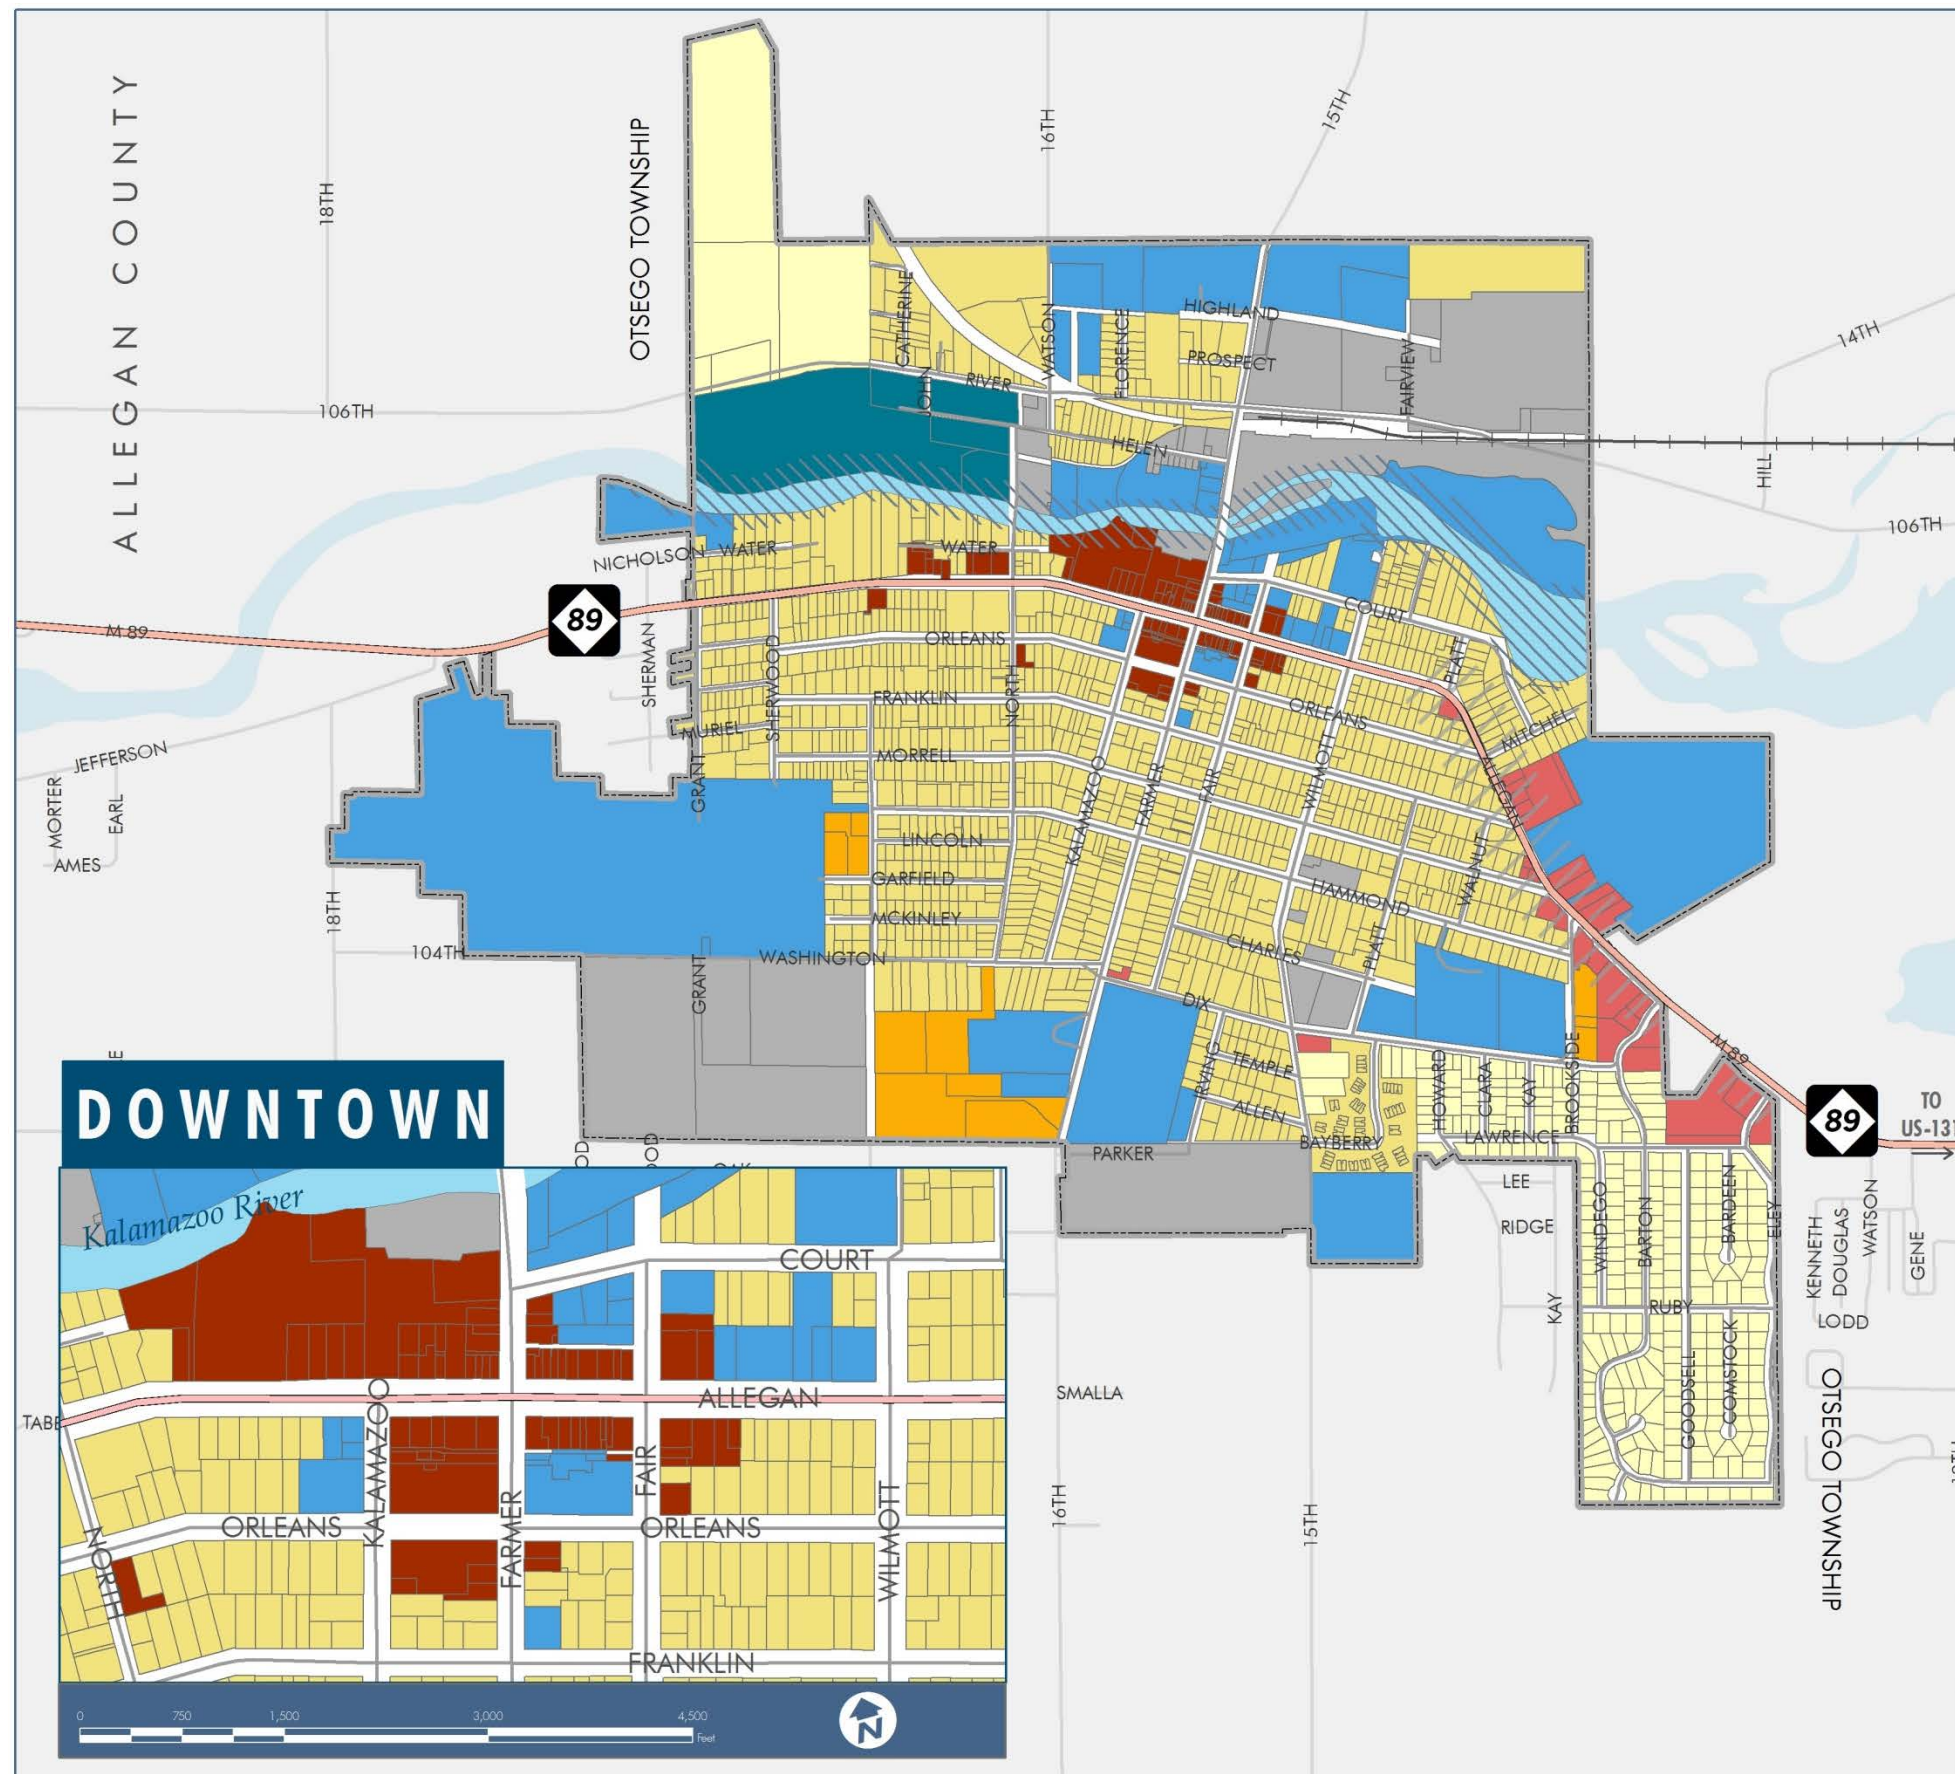 ALLEGAN COUNTY
18TH
OTSEGO TOWNSHIP
16TH
15TH
14TH
HIGHLAND
CATHERINE
WATSON
FLORENCE
PROSPECT
FAIRVIEW
JOHN
RIVER
106TH
HELEN
HILL
106TH
NICHOLSON
WATER
WATER
89
M 89
SHERMAN
COURT
ORLEANS
PLATT
SHERWOOD
NORTH
FRANKLIN
ORLEANS
MURIEL
MITCHEL
MORRELL
JEFFERSON
GRANT
ALLEGAN
MORTER
EARL
KALAMAZOO
FARMER
FAIR
WILMOTT
LINCOLN
AMES
GARFIELD
HAMMOND
WALNUT
18TH
MCKINLEY
104TH
WASHINGTON
CHARLES
PLATT
GRANT
DIX
IRVING
TEMPLE
HOWARD
CLARA
KAY
BROOKSIDE
M 89
ALLEN
89
TO
US-131
BAYBERRY
LAWRENCE
PARKER
LEE
RIDGE
WINDEGO
BARTON
BARDEEN
ELEY
KENNETH
DOUGLAS
WATSON
GENE
KAY
RUBY
LODD
GOODSELL
COMSTOCK
SMALLA
16TH
15TH
OTSEGO TOWNSHIP
DOWNTOWN
Kalamazoo River
COURT
ALLEGAN
KALAMAZOO
FAIR
FARMER
WILMOTT
ORLEANS
ORLEANS
NORTH
FRANKLIN
0 750 1,500 3,000 4,500
Feet
N